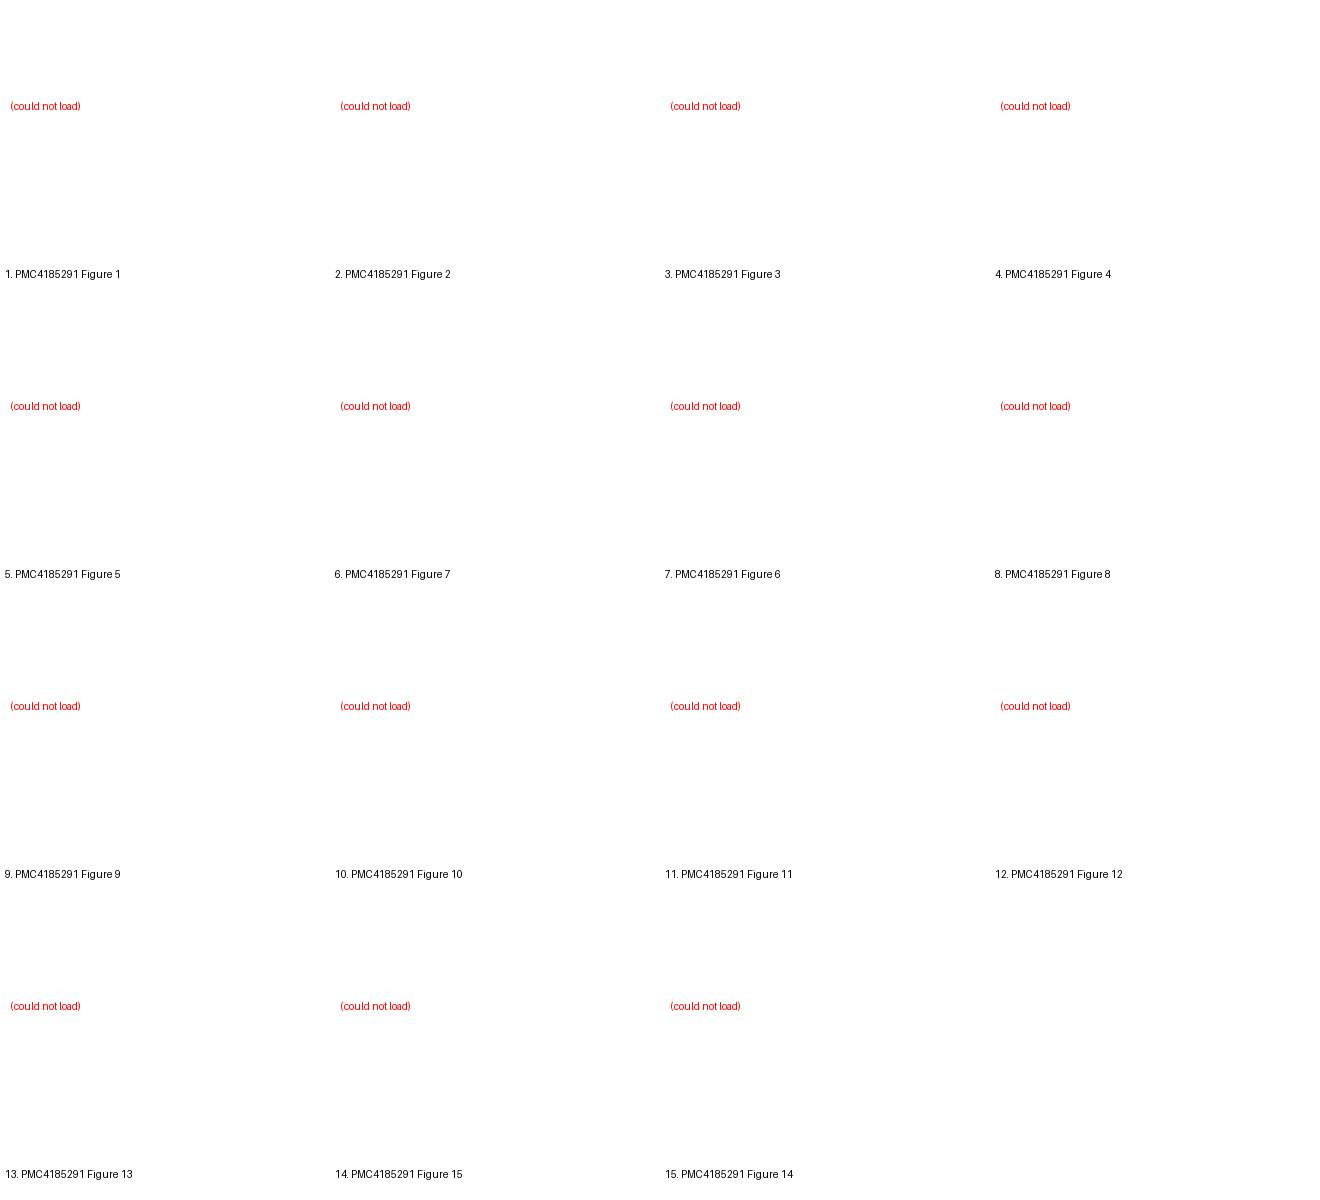 (could not load) (could not load) (could not load) (could not load)
1. PMC4185291 Figure 1 2. PMC4185291 Figure 2 3. PMC4185291 Figure 3 4. PMC4185291 Figure 4
(could not load) (could not load) (could not load) (could not load)
5. PMC4185291 Figure 5 6. PMC4185291 Figure 7 7. PMC4185291 Figure 6 8. PMC4185291 Figure 8
(could not load) (could not load) (could not load) (could not load)
9. PMC4185291 Figure 9 10. PMC4185291 Figure 10 11. PMC4185291 Figure 11 12. PMC4185291 Figure 12
(could not load) (could not load) (could not load)
13. PMC4185291 Figure 13 14. PMC4185291 Figure 15 15. PMC4185291 Figure 14